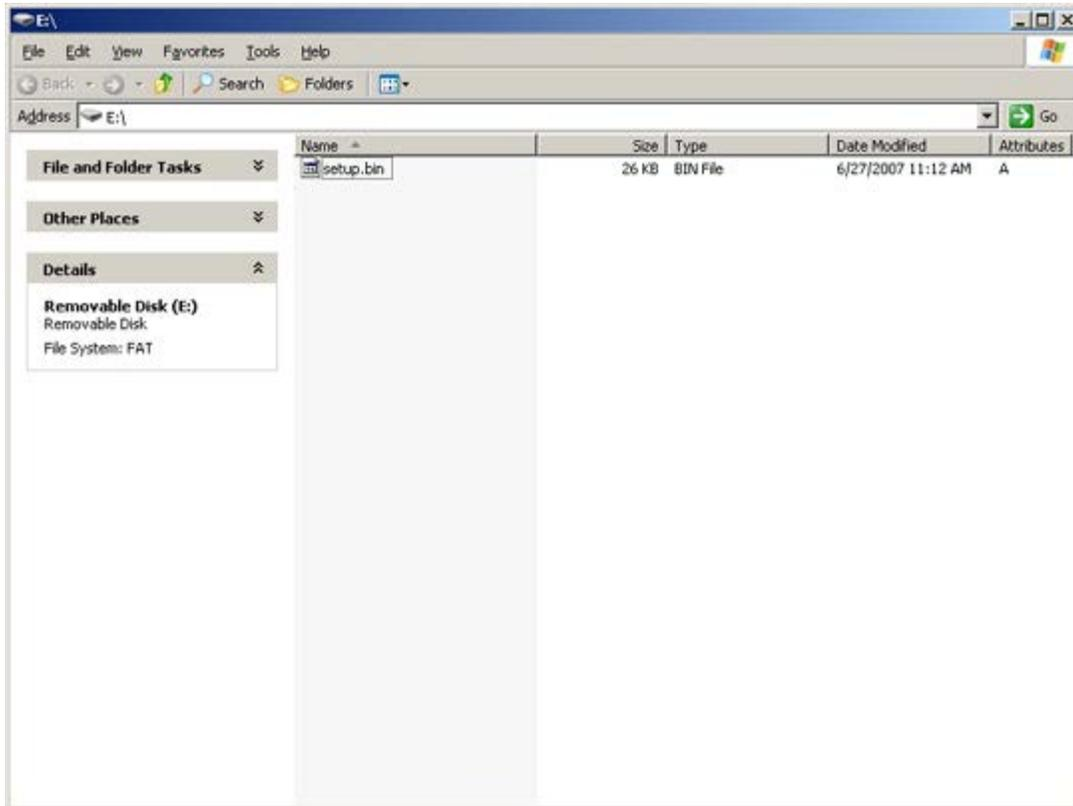 E:\
File Edit View Favorites Tools Help
Back Search Folders
Address E:\ Go
File and Folder Tasks
Other Places
Details
Removable Disk (E:)
Removable Disk
File System: FAT
Name Size Type Date Modified Attributes
setup.bin 26 KB BIN File 6/27/2007 11:12 AM A